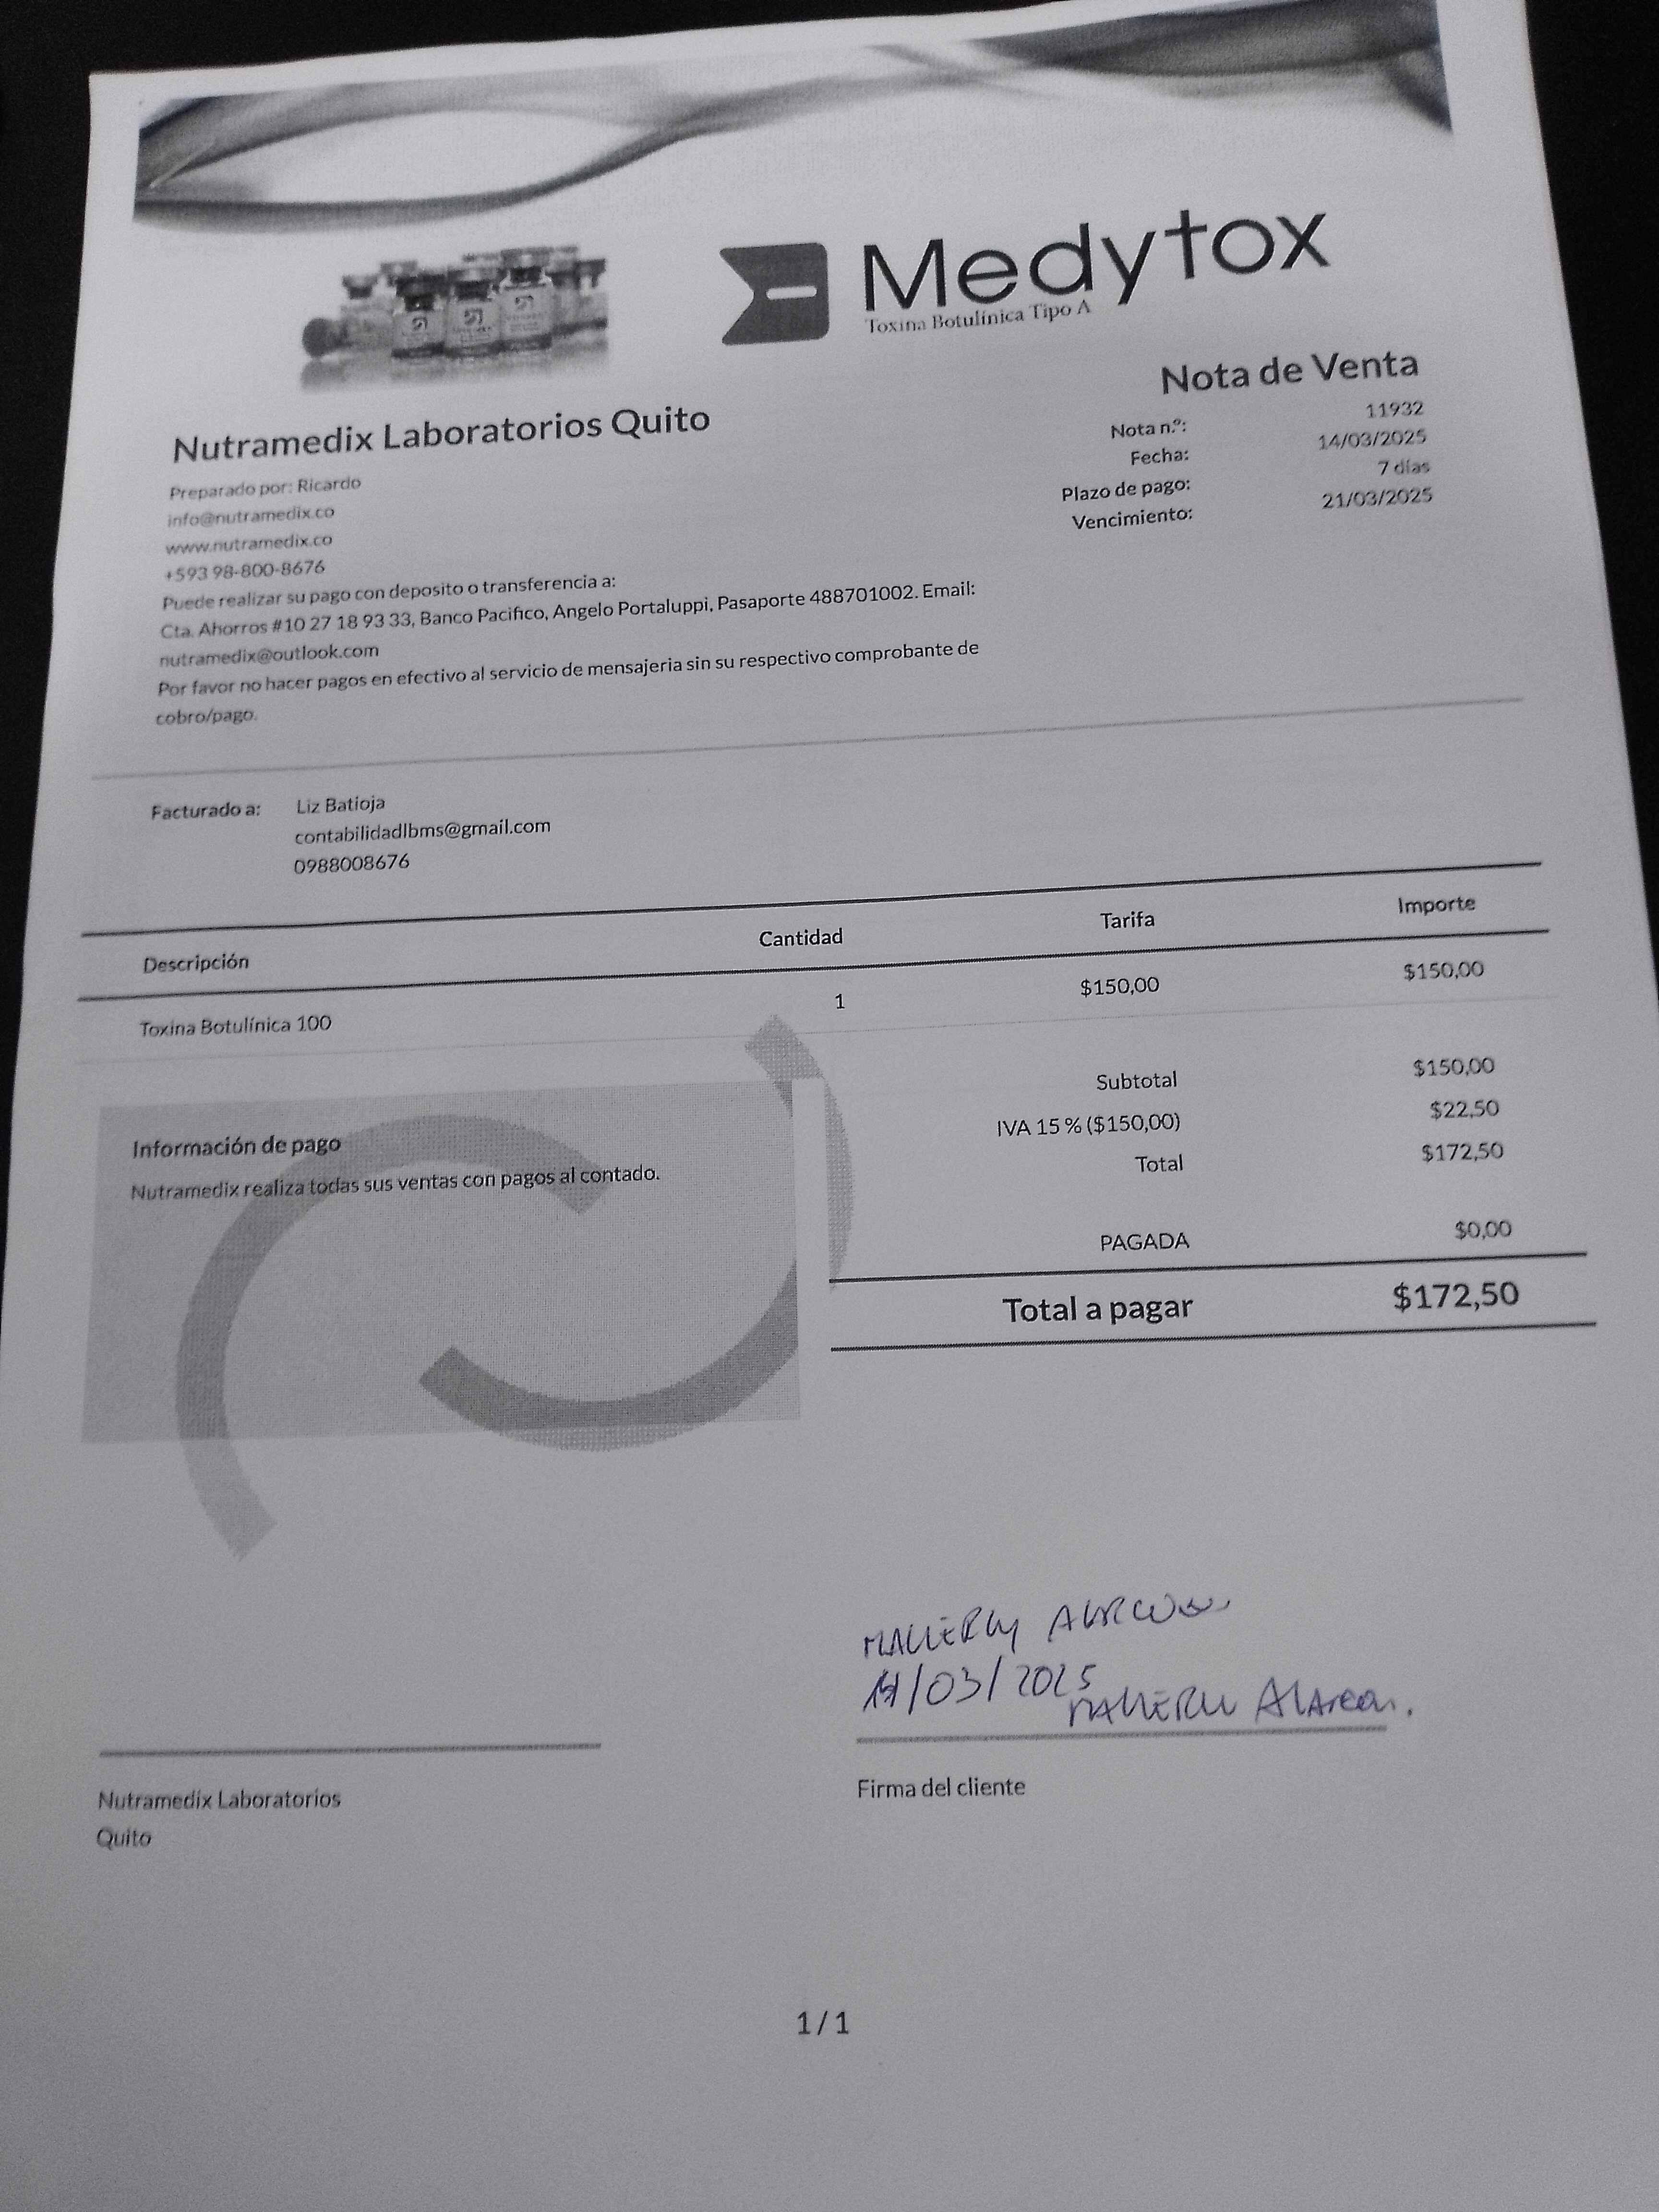 Medytox
Toxina Botulínica Tipo A
Nota de Venta
Nota n.º: 11932
Fecha: 14/03/2025
Plazo de pago: 7 días
Vencimiento: 21/03/2025
Nutramedix Laboratorios Quito
Preparado por: Ricardo
info@nutramedix.co
www.nutramedix.co
+593 98-800-8676
Puede realizar su pago con deposito o transferencia a:
Cta. Ahorros #10 27 18 93 33, Banco Pacifico, Angelo Portaluppi, Pasaporte 488701002. Email:
nutramedix@outlook.com
Por favor no hacer pagos en efectivo al servicio de mensajeria sin su respectivo comprobante de
cobro/pago.
Facturado a: Liz Batioja
contabilidadlbms@gmail.com
0988008676
Descripción Cantidad Tarifa Importe
Toxina Botulínica 100 1 $150,00 $150,00
Subtotal $150,00
IVA 15 % ($150,00) $22,50
Total $172,50
PAGADA $0,00
Total a pagar $172,50
Información de pago
Nutramedix realiza todas sus ventas con pagos al contado.
/03/2025
Alarcon.
Firma del cliente
Nutramedix Laboratorios
Quito
1 / 1